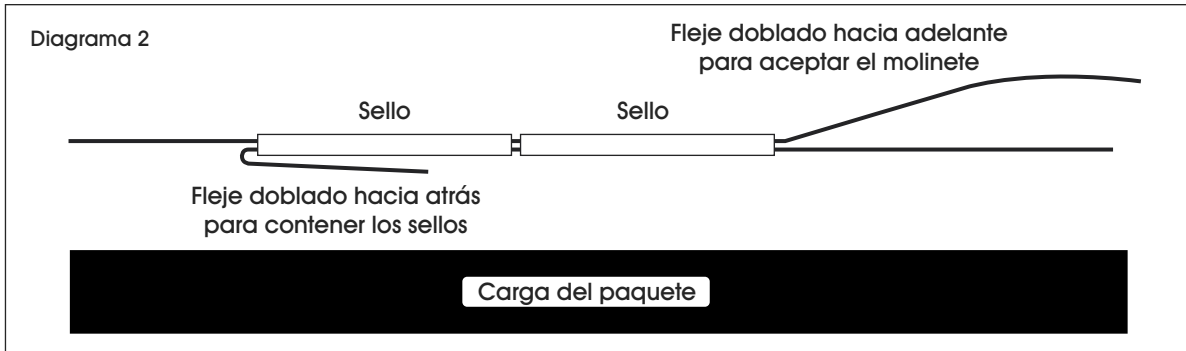 Diagrama 2
Fleje doblado hacia adelante
para aceptar el molinete
Sello
Sello
Fleje doblado hacia atrás
para contener los sellos
Carga del paquete